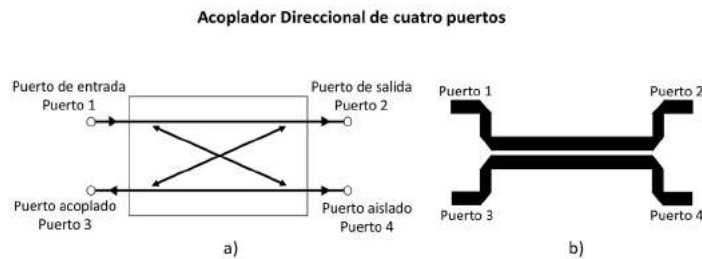 Acoplador Direccional de cuatro puertos
Puerto de entrada
Puerto 1
Puerto de salida
Puerto 2
Puerto acoplado
Puerto 3
Puerto aislado
Puerto 4
a)
Puerto 1
Puerto 2
Puerto 3
Puerto 4
b)